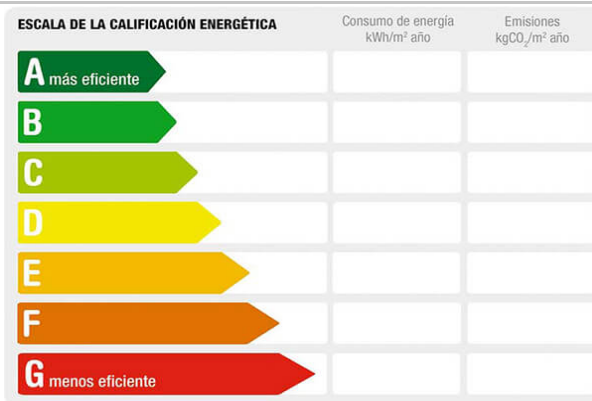 ESCALA DE LA CALIFICACIÓN ENERGÉTICA
Consumo de energía
kWh/m² año
Emisiones
kgCO₂/m² año
A más eficiente
B
C
D
E
F
G menos eficiente